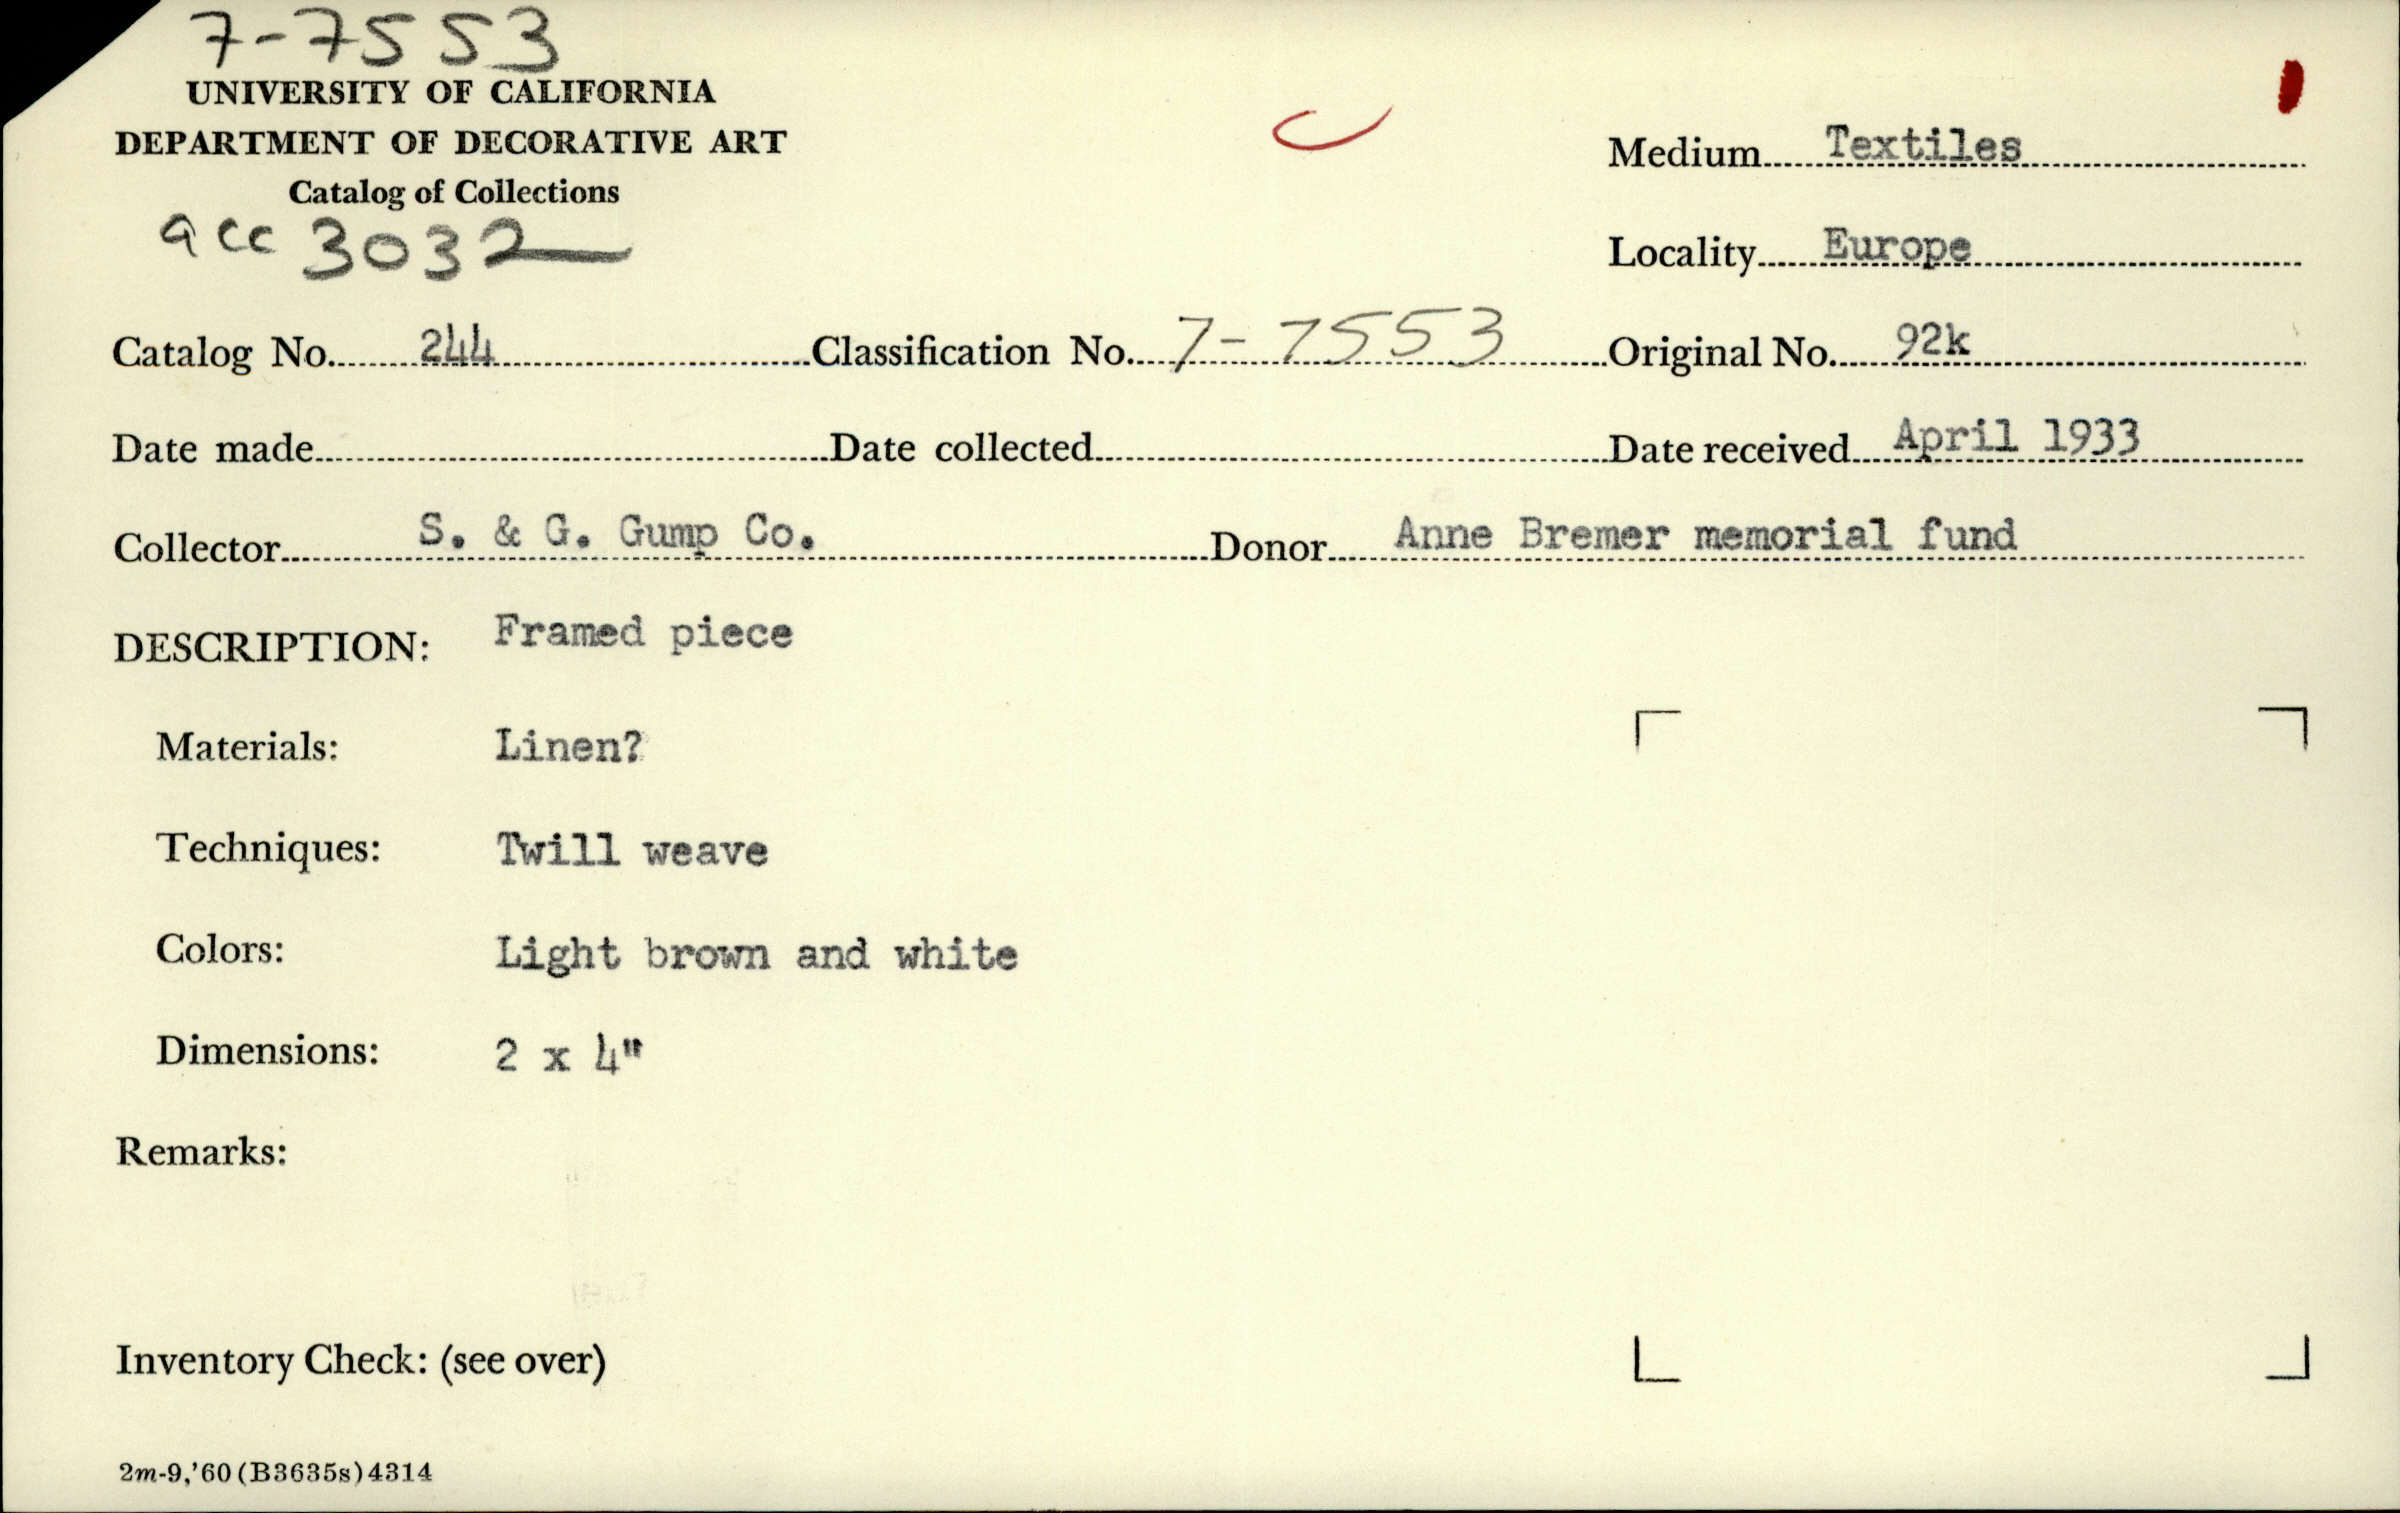 7-7553
UNIVERSITY OF CALIFORNIA
DEPARTMENT OF DECORATIVE ART
Catalog of Collections
acc 3032
Medium Textiles
Locality Europe
Catalog No. 244 Classification No. 7-7553 Original No. 92k
Date made Date collected Date received April 1933
Collector S. & G. Gump Co. Donor Anne Bremer memorial fund
DESCRIPTION: Framed piece
Materials: Linen?
Techniques: Twill weave
Colors: Light brown and white
Dimensions: 2 x 4"
Remarks:
Inventory Check: (see over)
2m-9,'60(B3635s)4314